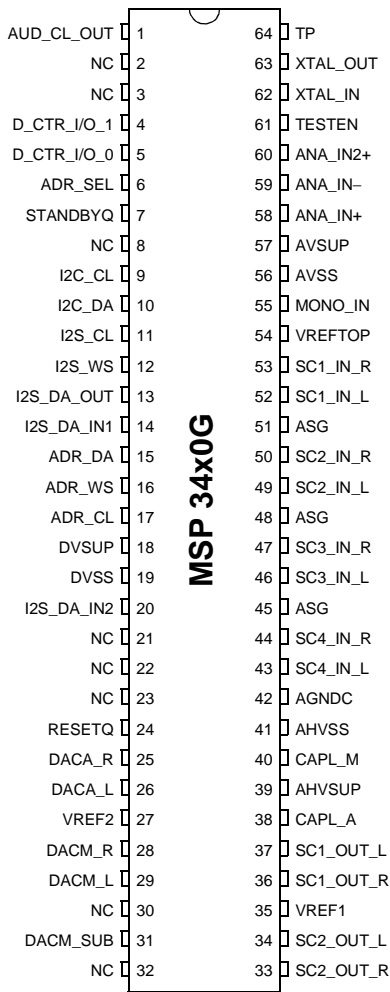 AUD_CL_OUT 1 64 TP
NC 2 63 XTAL_OUT
NC 3 62 XTAL_IN
D_CTR_I/O_1 4 61 TESTEN
D_CTR_I/O_0 5 60 ANA_IN2+
ADR_SEL 6 59 ANA_IN−
STANDBYQ 7 58 ANA_IN+
NC 8 57 AVSUP
I2C_CL 9 56 AVSS
I2C_DA 10 55 MONO_IN
I2S_CL 11 54 VREFTOP
I2S_WS 12 53 SC1_IN_R
I2S_DA_OUT 13 52 SC1_IN_L
I2S_DA_IN1 14 51 ASG
ADR_DA 15 50 SC2_IN_R
ADR_WS 16 49 SC2_IN_L
ADR_CL 17 48 ASG
DVSUP 18 47 SC3_IN_R
DVSS 19 46 SC3_IN_L
I2S_DA_IN2 20 45 ASG
NC 21 44 SC4_IN_R
NC 22 43 SC4_IN_L
NC 23 42 AGNDC
RESETQ 24 41 AHVSS
DACA_R 25 40 CAPL_M
DACA_L 26 39 AHVSUP
VREF2 27 38 CAPL_A
DACM_R 28 37 SC1_OUT_L
DACM_L 29 36 SC1_OUT_R
NC 30 35 VREF1
DACM_SUB 31 34 SC2_OUT_L
NC 32 33 SC2_OUT_R
MSP 34x0G